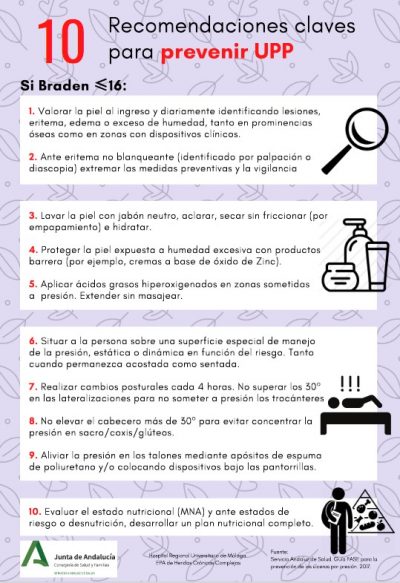 10 Recomendaciones claves
para prevenir UPP
Si Braden ≤16:
1. Valorar la piel al ingreso y diariamente identificando lesiones,
eritema, edema o exceso de humedad, tanto en prominencias
óseas como en zonas con dispositivos clínicos.
2. Ante eritema no blanqueante (identificado por palpación o
diascopia) extremar las medidas preventivas y la vigilancia
3. Lavar la piel con jabón neutro, aclarar, secar sin friccionar (por
empapamiento) e hidratar.
4. Proteger la piel expuesta a humedad excesiva con productos
barrera (por ejemplo, cremas a base de óxido de Zinc).
5. Aplicar ácidos grasos hiperoxigenados en zonas sometidas
a presión. Extender sin masajear.
6. Situar a la persona sobre una superficie especial de manejo
de la presión, estática o dinámica en función del riesgo. Tanto
cuando permanezca acostada como sentada.
7. Realizar cambios posturales cada 4 horas. No superar los 30º
en las lateralizaciones para no someter a presión los trocánteres
!!!
8. No elevar el cabecero más de 30º para evitar concentrar la
presión en sacro/coxis/glúteos.
9. Aliviar la presión en los talones mediante apósitos de espuma
de poliuretano y/o colocando dispositivos bajo las pantorrillas.
10. Evaluar el estado nutricional (MNA) y ante estados de
riesgo o desnutrición, desarrollar un plan nutricional completo.
Junta de Andalucía
Consejería de Salud y Familias
SERVICIO ANDALUZ DE SALUD
Hospital Regional Universitario de Málaga.
EPA de Heridas Crónicas Complejas
Fuente:
Servicio Andaluz de Salud. Guía FASE para la
prevención de las úlceras por presión. 2017.